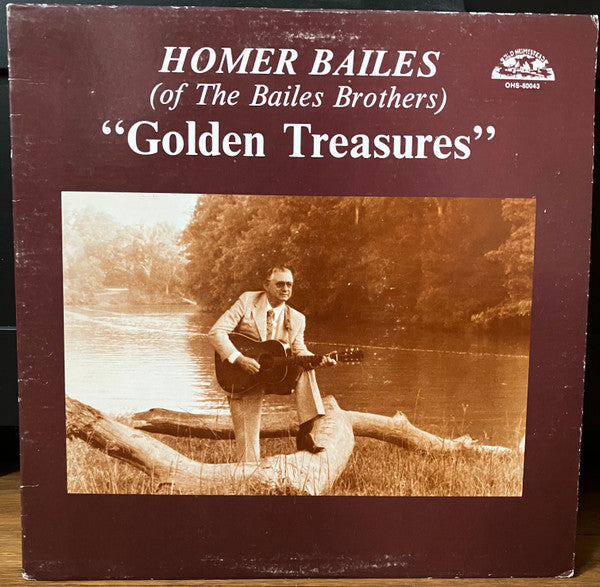 HOMER BAILES
(of The Bailes Brothers)
“Golden Treasures”
OLD HOMESTEAD
OHS-80043